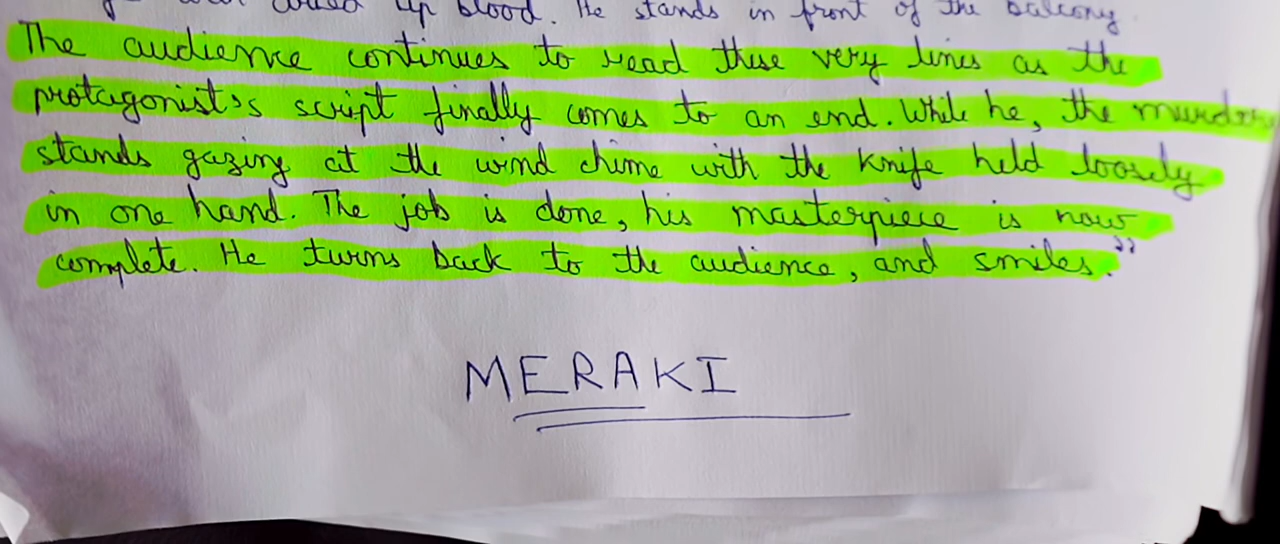 up blood. He stands in front of the balcony.
The audience continues to read these very lines as the
protagonist's script finally comes to an end. While he, the
stands gazing at the wind chime with the knife held loosely
in one hand. The job is done, his masterpiece is now
complete. He turns back to the audience, and smiles."
MERAKI